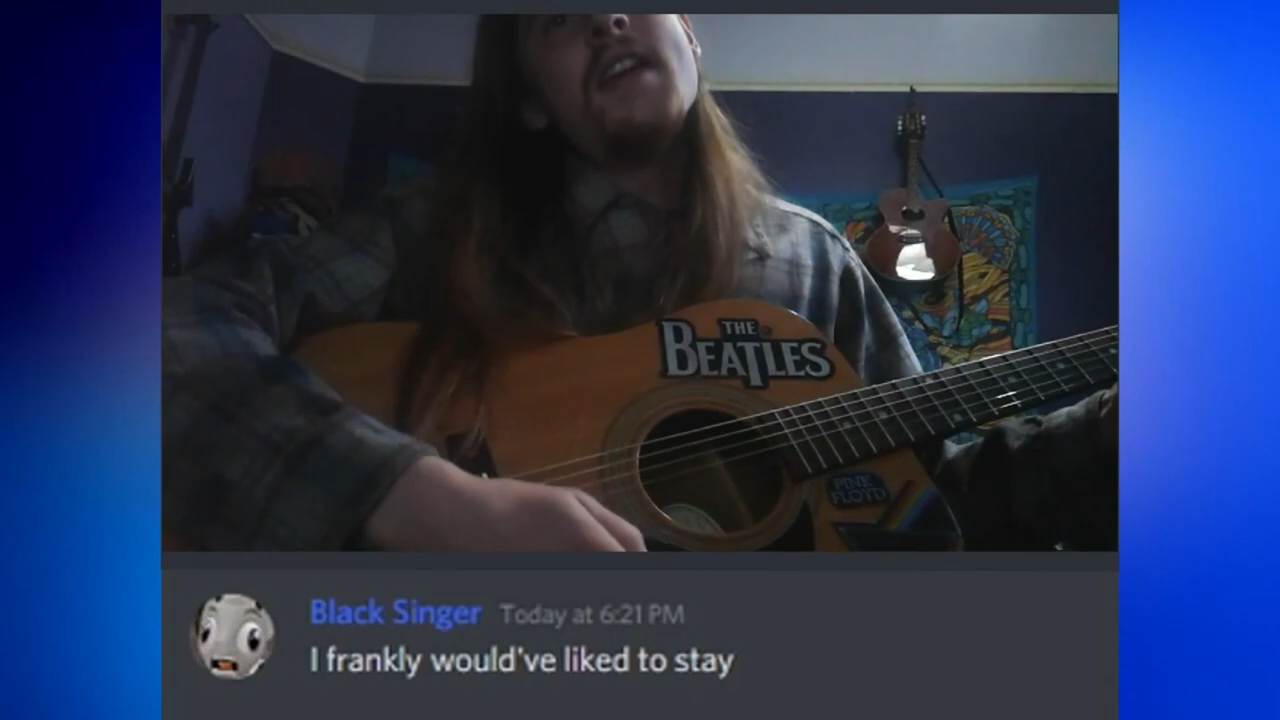 THE
BEATLES
PINK
FLOYD
Black Singer Today at 6:21 PM
I frankly would've liked to stay